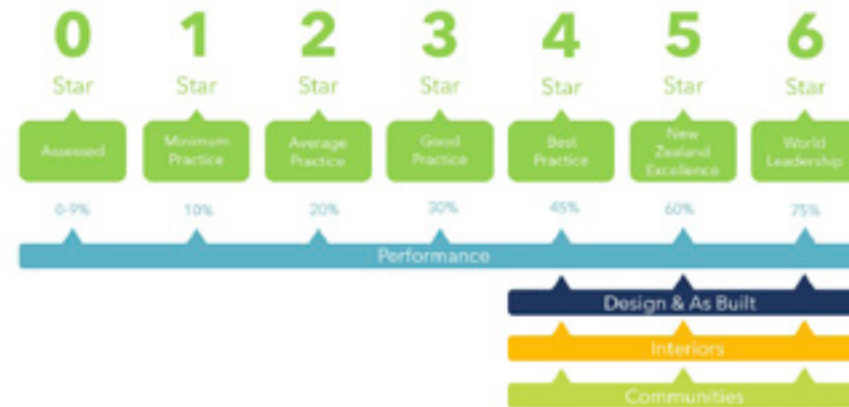 0 1 2 3 4 5 6
Star Star Star Star Star Star Star
Assessed
Minimum
Practice
Average
Practice
Good
Practice
Best
Practice
New
Zealand
Excellence
World
Leadership
0-9% 10% 20% 30% 45% 60% 75%
Performance
Design & As Built
Interiors
Communities